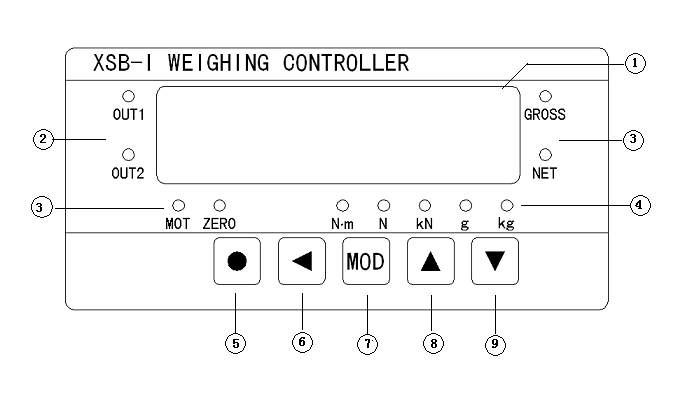 XSB-I WEIGHING CONTROLLER
①
OUT1 GROSS
② ③
OUT2 NET
③ ④
MOT ZERO N·m N kN g kg
MOD
⑤ ⑥ ⑦ ⑧ ⑨